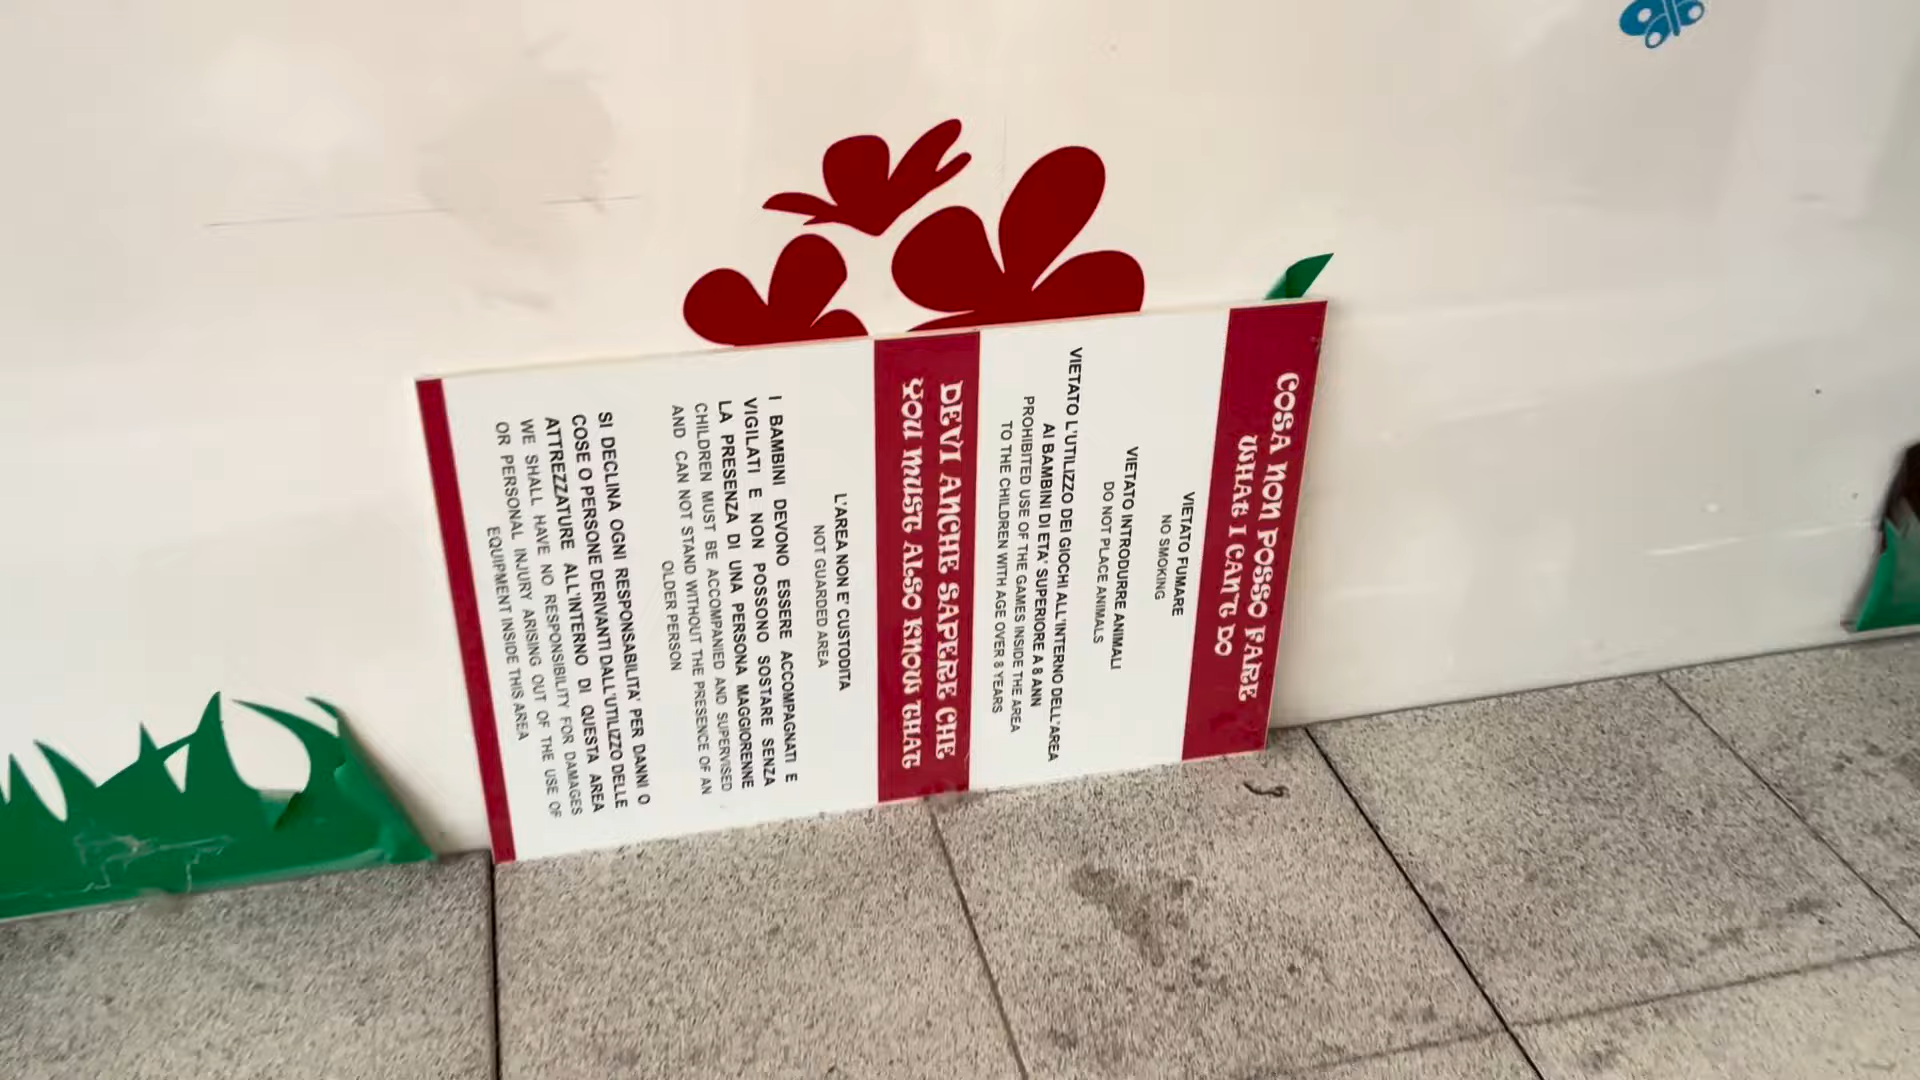 COSA NON POSSO FARE
WHAT I CAN'T DO
VIETATO FUMARE
NO SMOKING
VIETATO INTRODURRE ANIMALI
DO NOT PLACE ANIMALS
VIETATO L'UTILIZZO DEI GIOCHI ALL'INTERNO DELL'AREA
AI BAMBINI DI ETA' SUPERIORE A 8 ANN
PROHIBITED USE OF THE GAMES INSIDE THE AREA
TO THE CHILDREN WITH AGE OVER 8 YEARS
DEVI ANCHE SAPERE CHE
YOU MUST ALSO KNOW THAT
L'AREA NON E' CUSTODITA
NOT GUARDED AREA
I BAMBINI DEVONO ESSERE ACCOMPAGNATI E
VIGILATI E NON POSSONO SOSTARE SENZA
LA PRESENZA DI UNA PERSONA MAGGIORENNE
CHILDREN MUST BE ACCOMPANIED AND SUPERVISED
AND CAN NOT STAND WITHOUT THE PRESENCE OF AN
OLDER PERSON
SI DECLINA OGNI RESPONSABILITA' PER DANNI O
COSE O PERSONE DERIVANTI DALL'UTILIZZO DELLE
ATTREZZATURE ALL'INTERNO DI QUESTA AREA
WE SHALL HAVE NO RESPONSIBILITY FOR DAMAGES
OR PERSONAL INJURY ARISING OUT OF THE USE OF
EQUIPMENT INSIDE THIS AREA